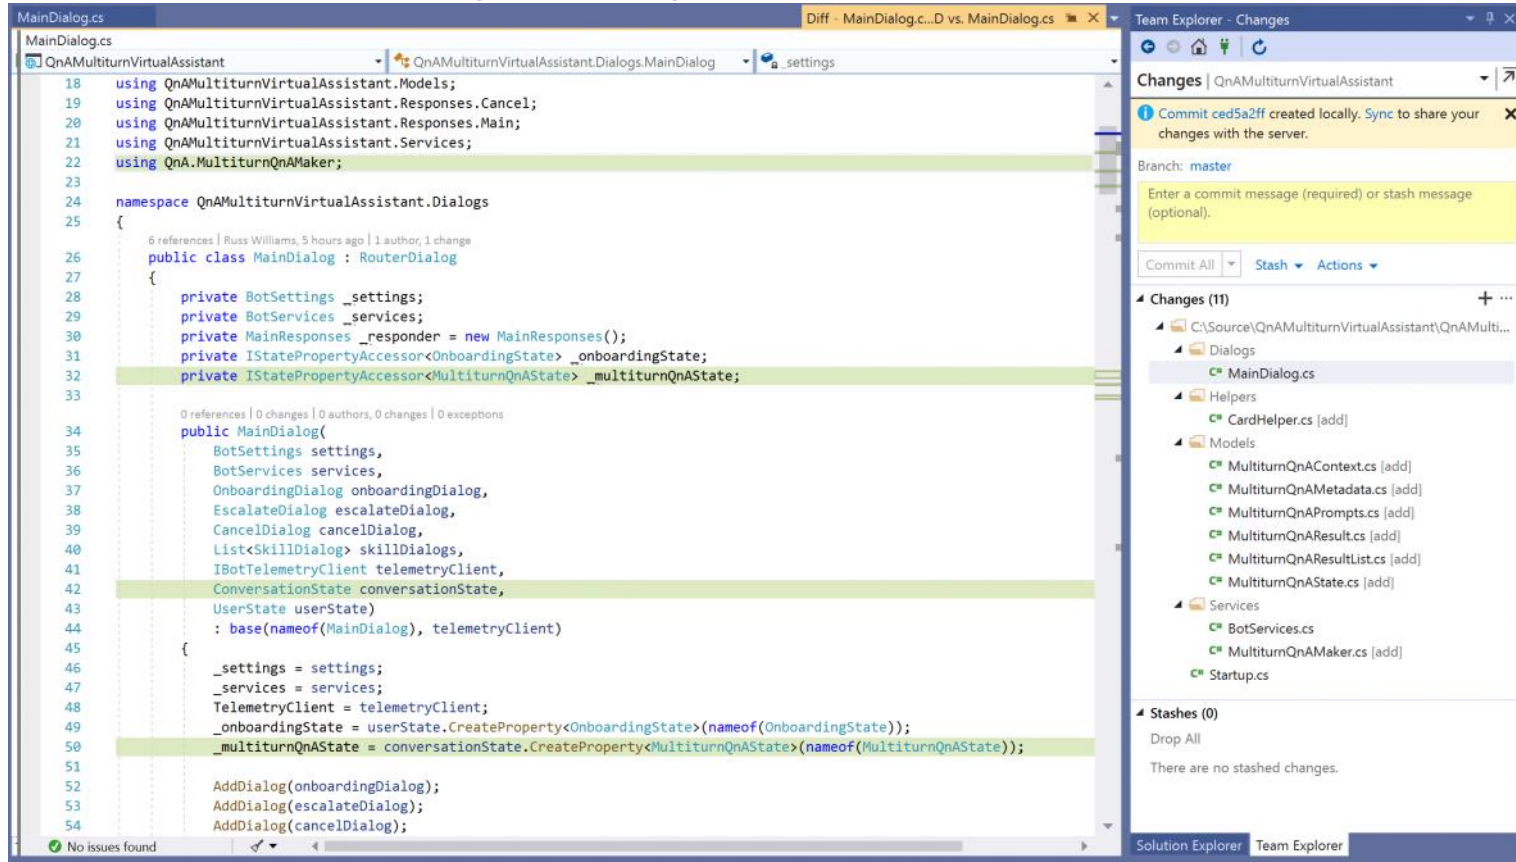 MainDialog.cs
Diff - MainDialog.c...D vs. MainDialog.cs
MainDialog.cs
QnAMultiturnVirtualAssistant
QnAMultiturnVirtualAssistant.Dialogs.MainDialog
_settings
18 using QnAMultiturnVirtualAssistant.Models;
19 using QnAMultiturnVirtualAssistant.Responses.Cancel;
20 using QnAMultiturnVirtualAssistant.Responses.Main;
21 using QnAMultiturnVirtualAssistant.Services;
22 using QnA.MultiturnQnAMaker;
23
24 namespace QnAMultiturnVirtualAssistant.Dialogs
25 {
6 references | Russ Williams, 5 hours ago | 1 author, 1 change
26 public class MainDialog : RouterDialog
27 {
28 private BotSettings _settings;
29 private BotServices _services;
30 private MainResponses _responder = new MainResponses();
31 private IStatePropertyAccessor<OnboardingState> _onboardingState;
32 private IStatePropertyAccessor<MultiturnQnAState> _multiturnQnAState;
33
0 references | 0 changes | 0 authors, 0 changes | 0 exceptions
34 public MainDialog(
35 BotSettings settings,
36 BotServices services,
37 OnboardingDialog onboardingDialog,
38 EscalateDialog escalateDialog,
39 CancelDialog cancelDialog,
40 List<SkillDialog> skillDialogs,
41 IBotTelemetryClient telemetryClient,
42 ConversationState conversationState,
43 UserState userState)
44 : base(nameof(MainDialog), telemetryClient)
45 {
46 _settings = settings;
47 _services = services;
48 TelemetryClient = telemetryClient;
49 _onboardingState = userState.CreateProperty<OnboardingState>(nameof(OnboardingState));
50 _multiturnQnAState = conversationState.CreateProperty<MultiturnQnAState>(nameof(MultiturnQnAState));
51
52 AddDialog(onboardingDialog);
53 AddDialog(escalateDialog);
54 AddDialog(cancelDialog);
No issues found
Team Explorer - Changes
Changes | QnAMultiturnVirtualAssistant
Commit ced5a2ff created locally. Sync to share your
changes with the server.
Branch: master
Enter a commit message (required) or stash message
(optional).
Commit All
Stash
Actions
Changes (11)
C:\Source\QnAMultiturnVirtualAssistant\QnAMulti...
Dialogs
C# MainDialog.cs
Helpers
C# CardHelper.cs [add]
Models
C# MultiturnQnAContext.cs [add]
C# MultiturnQnAMetadata.cs [add]
C# MultiturnQnAPrompts.cs [add]
C# MultiturnQnAResult.cs [add]
C# MultiturnQnAResultList.cs [add]
C# MultiturnQnAState.cs [add]
Services
C# BotServices.cs
C# MultiturnQnAMaker.cs [add]
C# Startup.cs
Stashes (0)
Drop All
There are no stashed changes.
Solution Explorer
Team Explorer